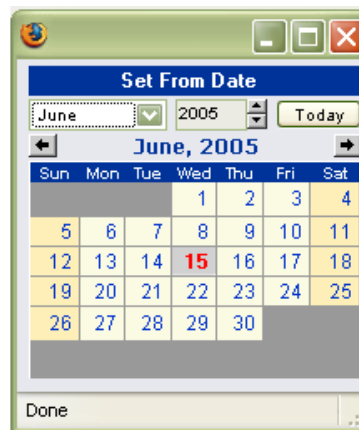 Set From Date
June 2005 Today
June, 2005
Sun Mon Tue Wed Thu Fri Sat
1 2 3 4
5 6 7 8 9 10 11
12 13 14 15 16 17 18
19 20 21 22 23 24 25
26 27 28 29 30
Done